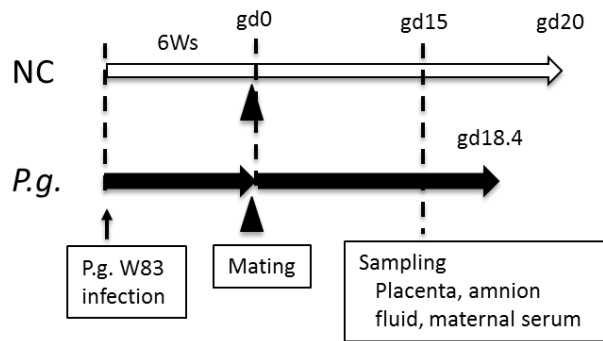 gd0
gd15
gd20
6Ws
NC
gd18.4
P.g.
P.g. W83
infection
Mating
Sampling
Placenta, amnion
fluid, maternal serum